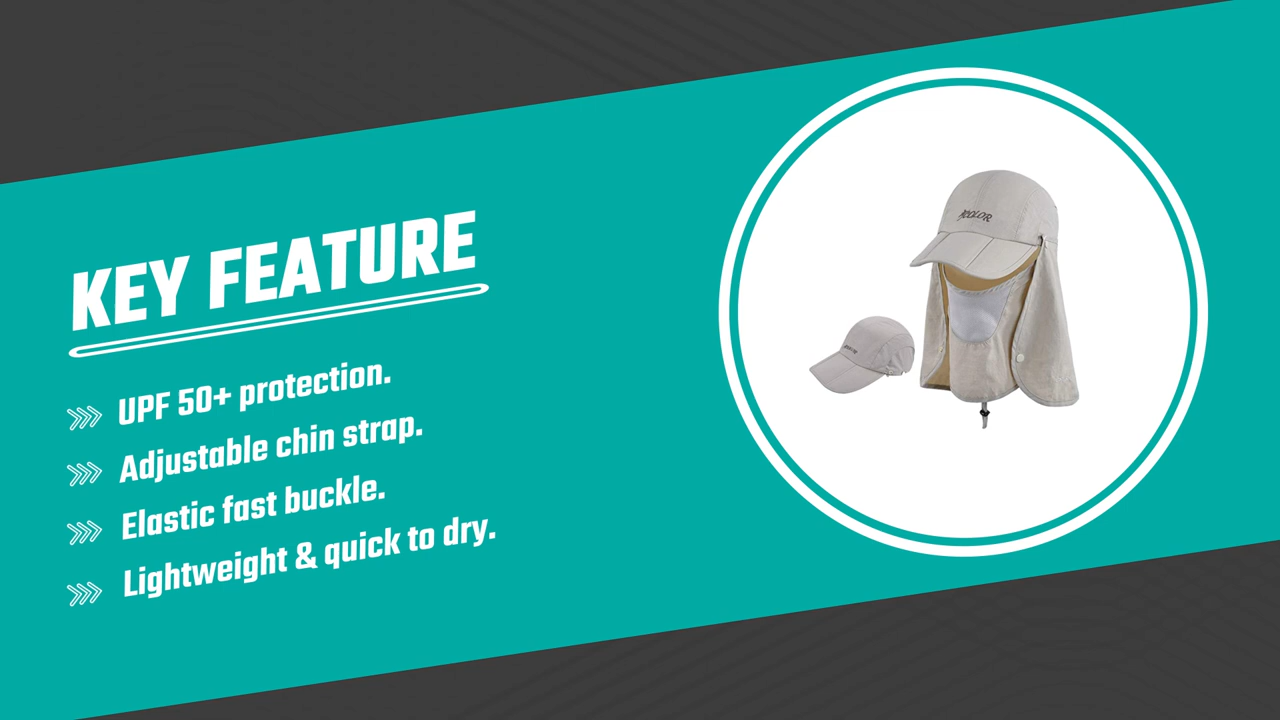 KEY FEATURE
UPF 50+ protection.
Adjustable chin strap.
Elastic fast buckle.
Lightweight & quick to dry.